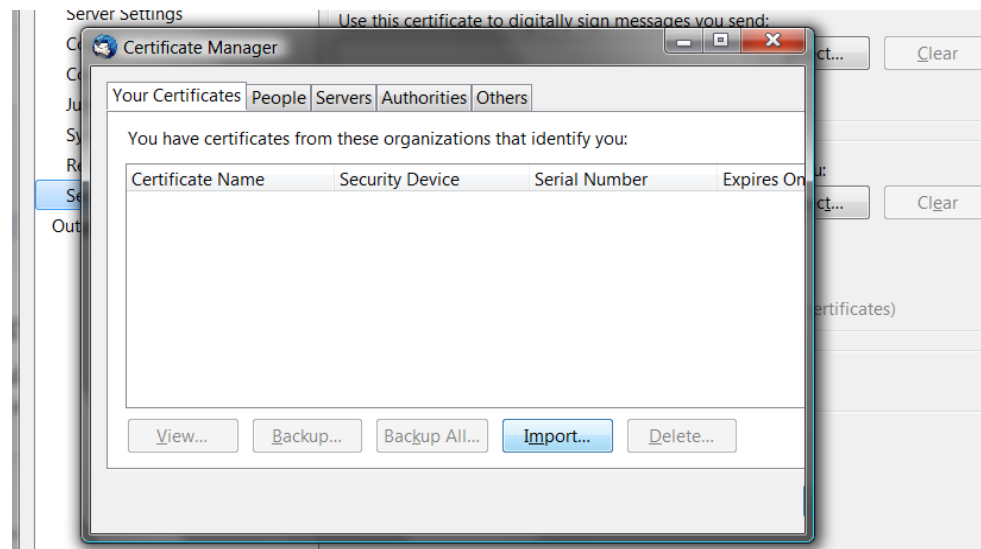 Server Settings
Use this certificate to digitally sign messages you send:
Certificate Manager
Clear
Your Certificates People Servers Authorities Others
You have certificates from these organizations that identify you:
Certificate Name Security Device Serial Number Expires On
Clear
View... Backup... Backup All... Import... Delete...